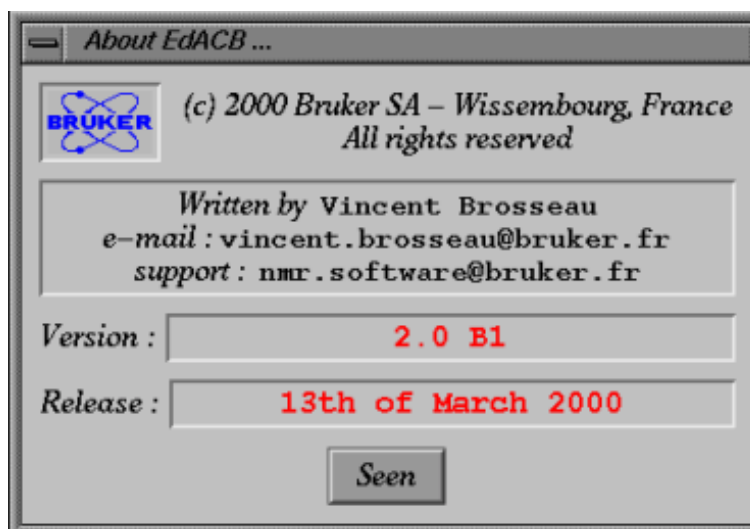 About EdACB ...
BRUKER
(c) 2000 Bruker SA – Wissembourg, France
All rights reserved
Written by Vincent Brosseau
e–mail : vincent.brosseau@bruker.fr
support : nmr.software@bruker.fr
Version : 2.0 B1
Release : 13th of March 2000
Seen